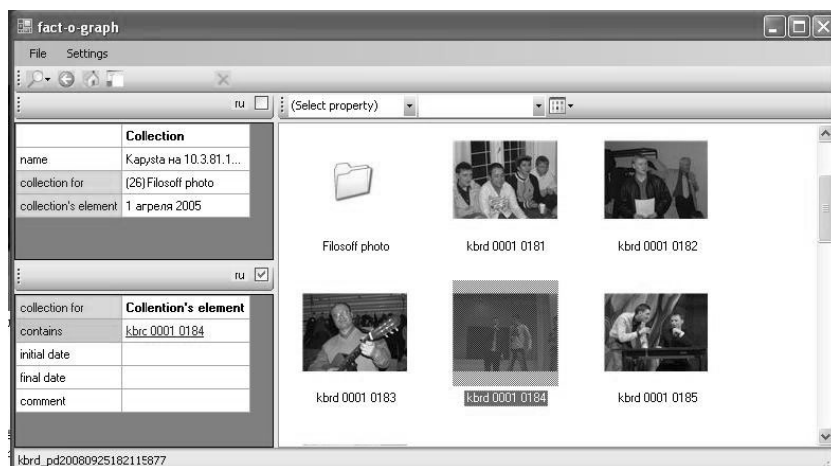 fact-o-graph
File Settings
ru
(Select property)
Collection
name Kapysta на 10.3.81.1...
collection for (26) Filosoff photo
collection's element 1 апреля 2005
ru
collection for Collention's element
contains kbrc 0001 0184
initial date
final date
comment
Filosoff photo kbrd 0001 0181 kbrd 0001 0182
kbrd 0001 0183 kbrd 0001 0184 kbrd 0001 0185
kbrd_pd20080925182115877